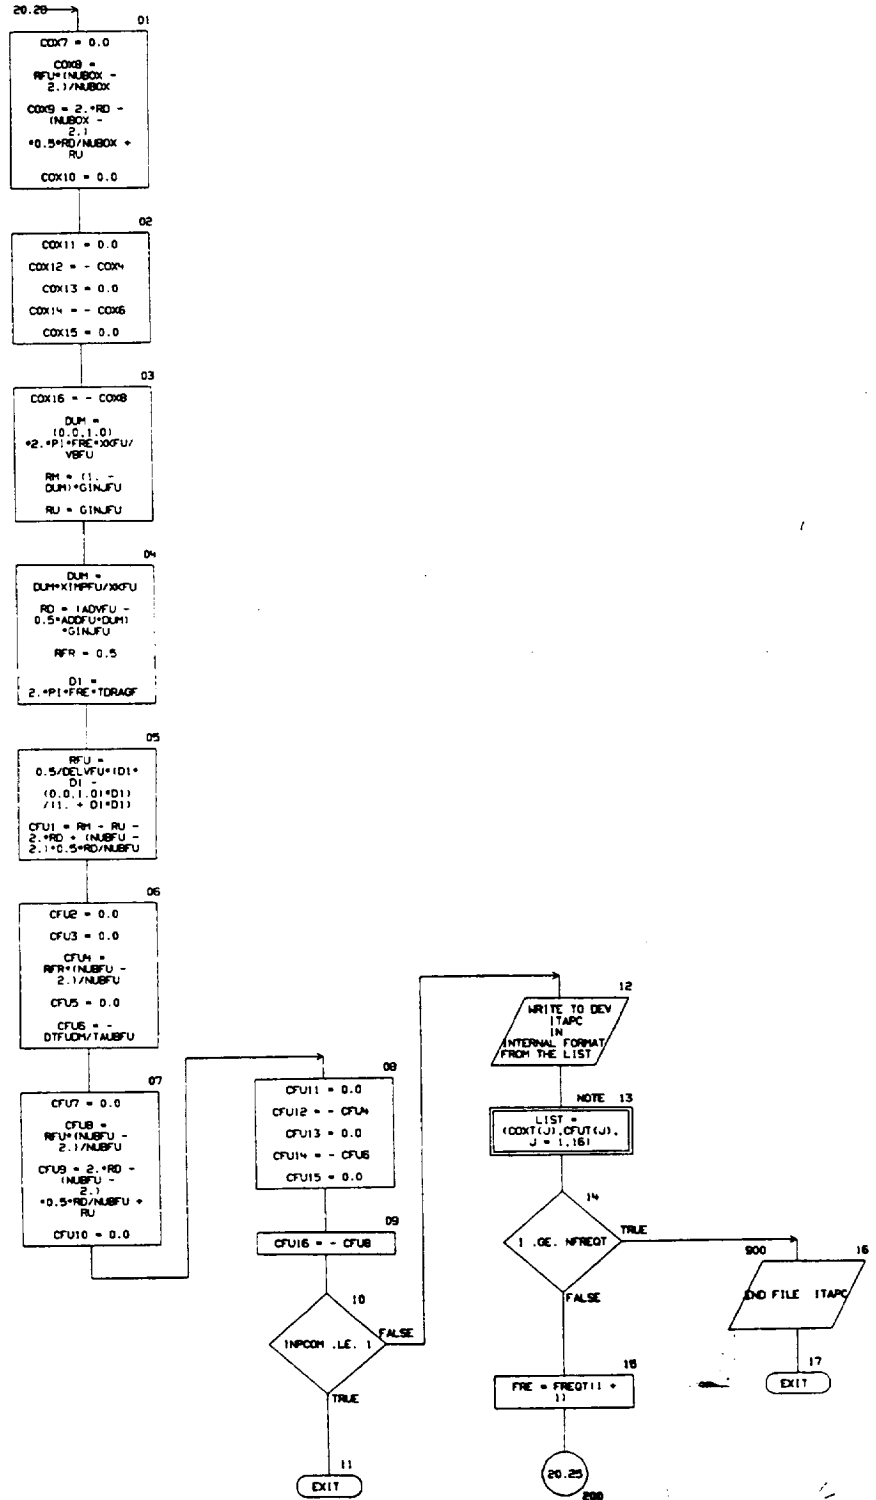 20.20
01
COX7 = 0.0
COX8 =
RFU*(NUBOX -
2.)/NUBOX
COX9 = 2.*RD -
(NUBOX -
2.)
*0.5*RD/NUBOX +
RU
COX10 = 0.0
02
COX11 = 0.0
COX12 = - COX4
COX13 = 0.0
COX14 = - COX6
COX15 = 0.0
03
COX16 = - COX8
DUM =
(0.0,1.0)
*2.*PI*FRE*XKFU/
VBFU
RM = (1. -
DUM)*GINJFU
RU = GINJFU
04
DUM =
DUM*XIMPFU/XKFU
RD = (ADVFU -
0.5*ADDFU*DUM)
*GINJFU
RFR = 0.5
D1 =
2.*PI*FRE*TDRAGF
05
RFU =
0.5/DELVFU*(D1*
D1 -
(0.0,1.0)*D1)
/(1. + D1*D1)
CFU1 = RM - RU -
2.*RD + (NUBFU -
2.)*0.5*RD/NUBFU
06
CFU2 = 0.0
CFU3 = 0.0
CFU4 =
RFR*(NUBFU -
2.)/NUBFU
CFU5 = 0.0
CFU6 = -
DTFUDM/TAUBFU
07
CFU7 = 0.0
CFU8 =
RFU*(NUBFU -
2.)/NUBFU
CFU9 = 2.*RD -
(NUBFU -
2.)
*0.5*RD/NUBFU +
RU
CFU10 = 0.0
08
CFU11 = 0.0
CFU12 = - CFU4
CFU13 = 0.0
CFU14 = - CFU6
CFU15 = 0.0
09
CFU16 = - CFU8
10
INPCOM .LE. 1
FALSE
TRUE
11
EXIT
12
WRITE TO DEV
ITAPC
IN
INTERNAL FORMAT
FROM THE LIST
NOTE 13
LIST =
(COXT(J),CFUT(J),
J = 1,16)
14
I .GE. NFREQT
TRUE
FALSE
15
FRE = FREQT(I +
1)
20.25
200
900
16
END FILE ITAPC
17
EXIT